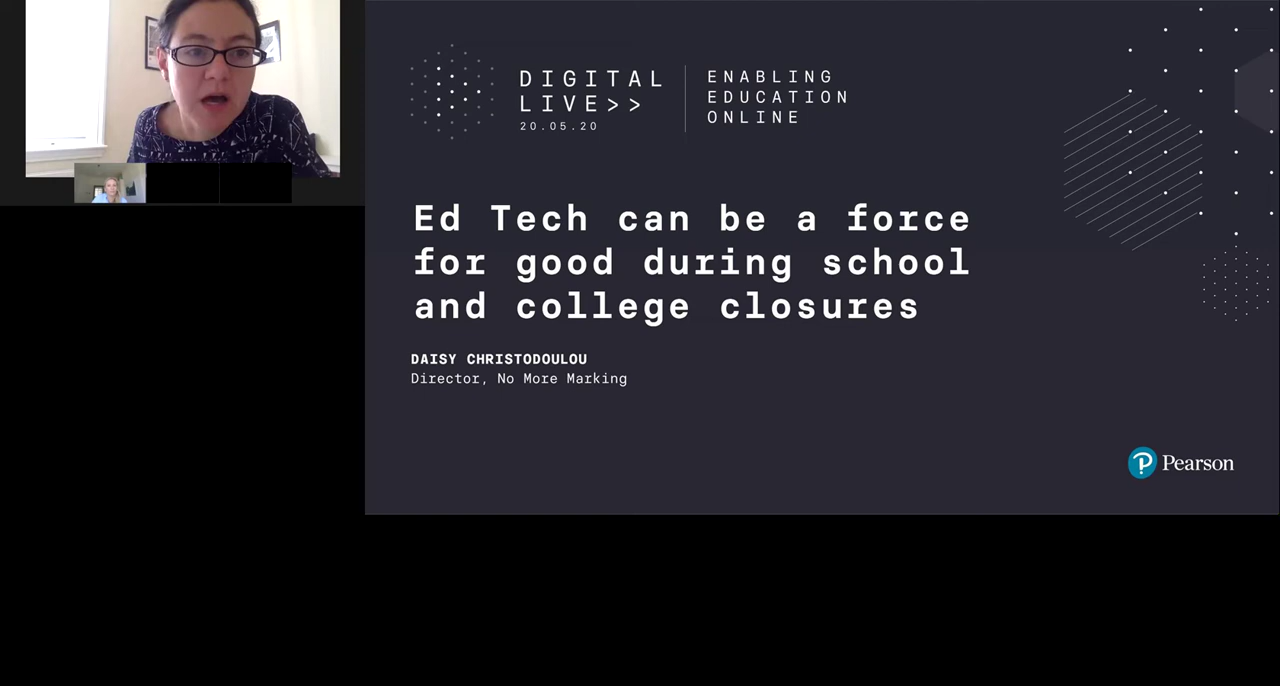 DIGITAL
LIVE>>
20.05.20
ENABLING
EDUCATION
ONLINE
Ed Tech can be a force
for good during school
and college closures
DAISY CHRISTODOULOU
Director, No More Marking
Pearson